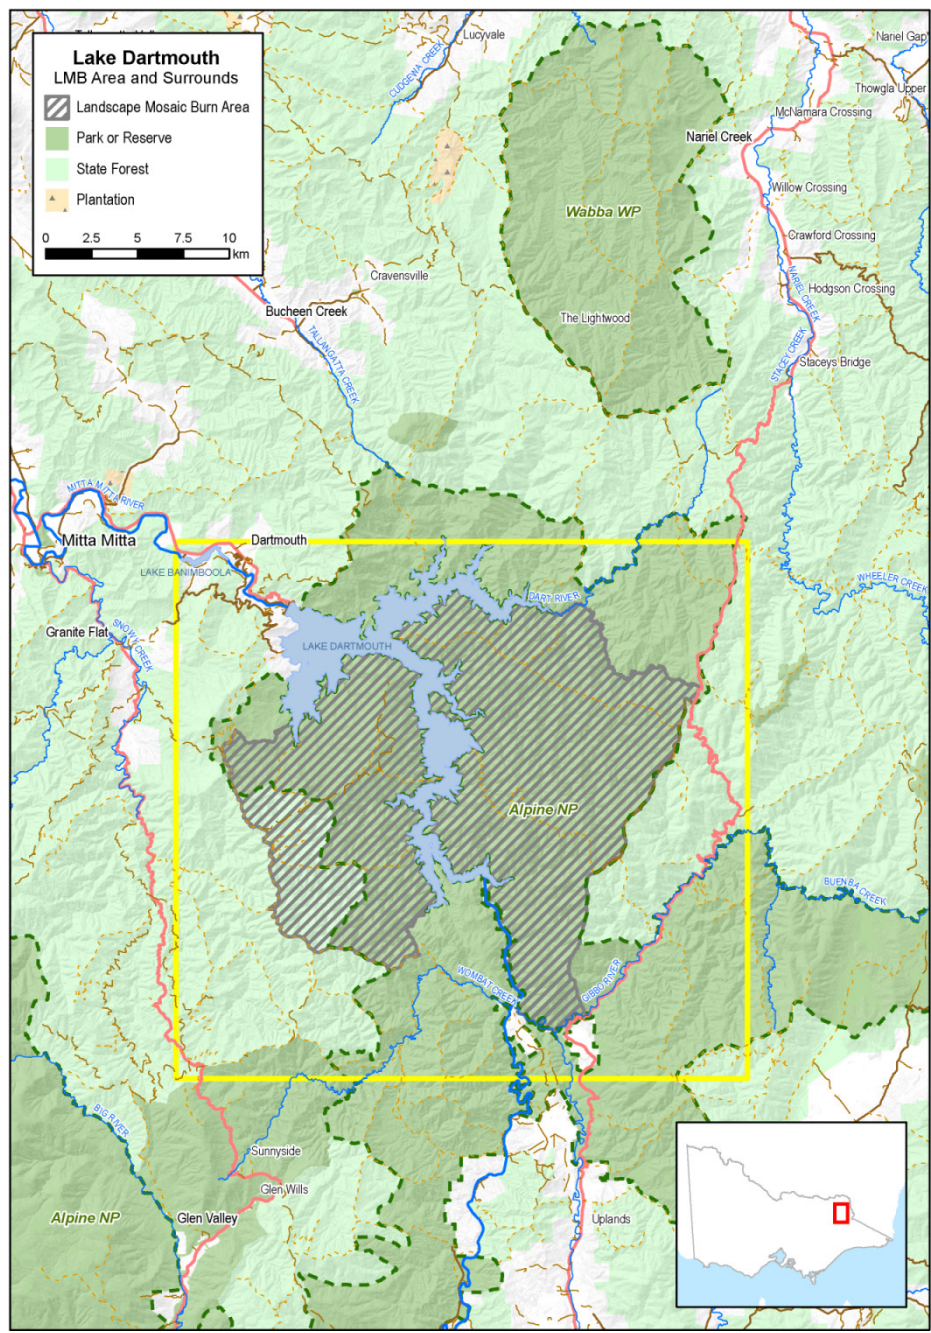 Lake Dartmouth
LMB Area and Surrounds
Landscape Mosaic Burn Area
Park or Reserve
State Forest
Plantation
0 2.5 5 7.5 10
km
Lucyvale
CUDGEWA CREEK
Nariel Gap
Thowgla Upper
McNamara Crossing
Nariel Creek
Willow Crossing
Wabba WP
Crawford Crossing
Cravensville
NARIEL CREEK
Hodgson Crossing
Bucheen Creek
The Lightwood
TALLANGATTA CREEK
STACEY CREEK
Staceys Bridge
MITTA MITTA RIVER
Mitta Mitta
Dartmouth
LAKE BANIMBOOLA
WHEELER CREEK
DART RIVER
Granite Flat
SNOWY CREEK
LAKE DARTMOUTH
Alpine NP
BUENBA CREEK
WOMBAT CREEK
GIBBO RIVER
BIG RIVER
Sunnyside
Glen Wills
Alpine NP
Glen Valley
Uplands